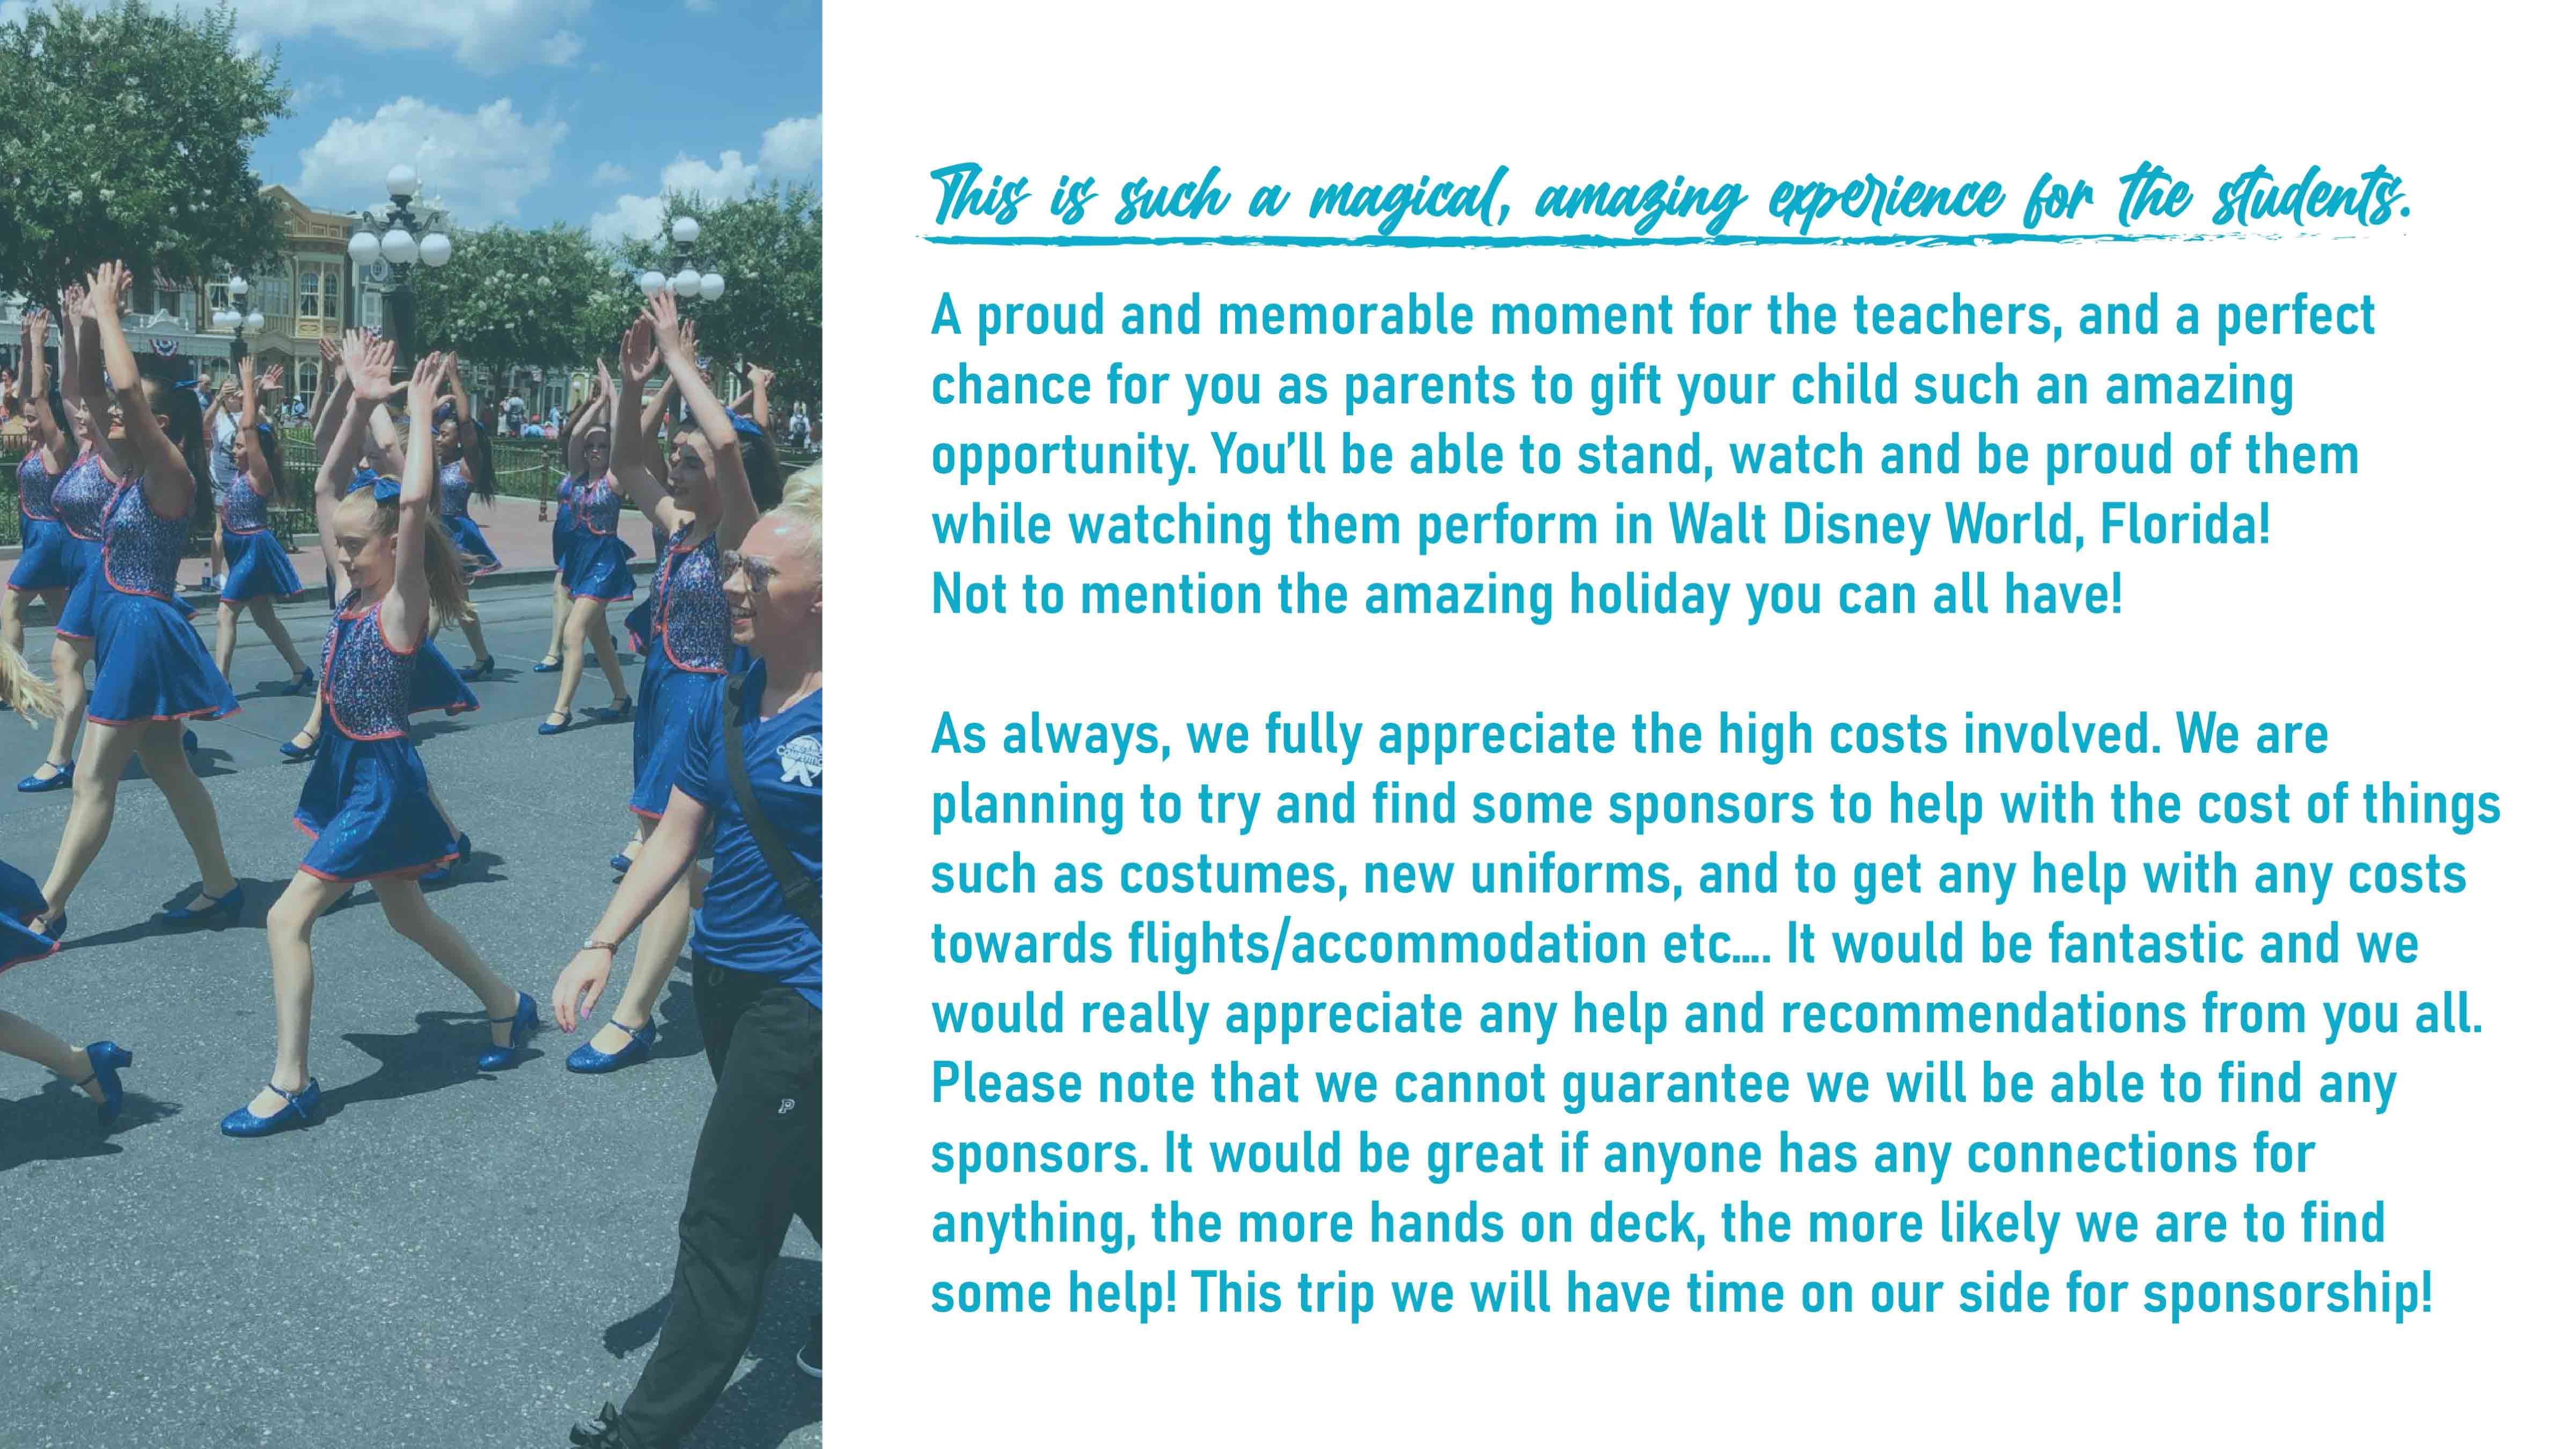 This is such a magical, amazing experience for the students.
A proud and memorable moment for the teachers, and a perfect
chance for you as parents to gift your child such an amazing
opportunity. You'll be able to stand, watch and be proud of them
while watching them perform in Walt Disney World, Florida!
Not to mention the amazing holiday you can all have!
As always, we fully appreciate the high costs involved. We are
planning to try and find some sponsors to help with the cost of things
such as costumes, new uniforms, and to get any help with any costs
towards flights/accommodation etc.... It would be fantastic and we
would really appreciate any help and recommendations from you all.
Please note that we cannot guarantee we will be able to find any
sponsors. It would be great if anyone has any connections for
anything, the more hands on deck, the more likely we are to find
some help! This trip we will have time on our side for sponsorship!